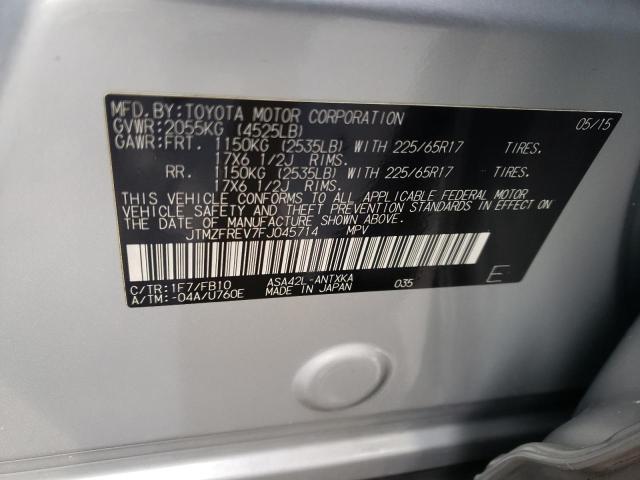 MFD.BY:TOYOTA MOTOR CORPORATION 05/15
GVWR:2055KG (4525LB)
GAWR:FRT. 1150KG (2535LB) WITH 225/65R17 TIRES.
17X6 1/2J RIMS.
RR. 1150KG (2535LB) WITH 225/65R17 TIRES.
17X6 1/2J RIMS.
THIS VEHICLE CONFORMS TO ALL APPLICABLE FEDERAL MOTOR
VEHICLE SAFETY AND THEFT PREVENTION STANDARDS IN EFFECT ON
THE DATE OF MANUFACTURE SHOWN ABOVE.
JTMZFREV7FJ045714 MPV
C/TR:1F7/FB10 ASA42L-ANTXKA 035 E
A/TM:-04A/U760E MADE IN JAPAN